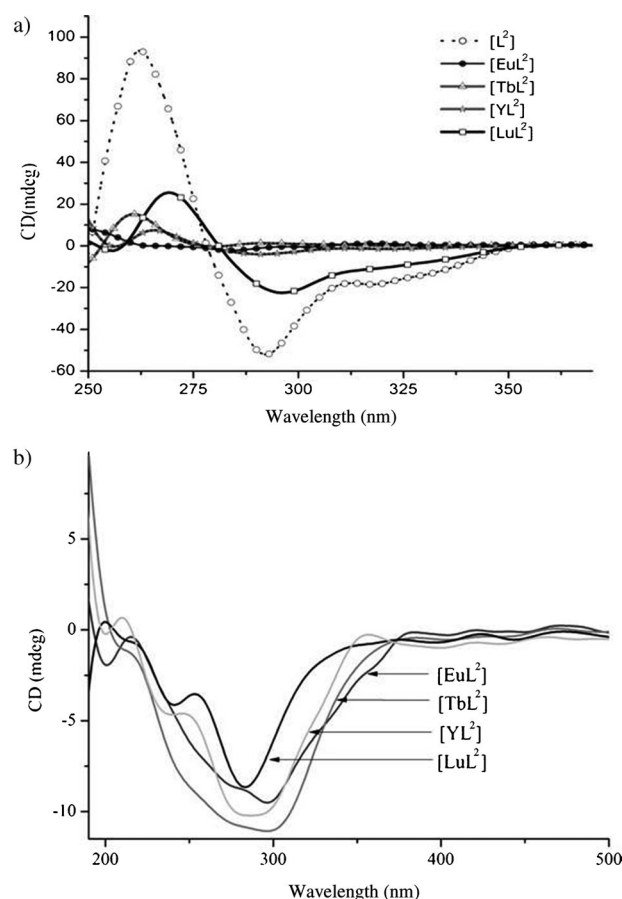 a)
100
80
60
40
20
0
-20
-40
-60
CD(mdeg)
[L²]
[EuL²]
[TbL²]
[YL²]
[LuL²]
250
275
300
325
350
Wavelength (nm)
b)
5
0
-5
-10
CD (mdeg)
[EuL²]
[TbL²]
[YL²]
[LuL²]
200
300
400
500
Wavelength (nm)